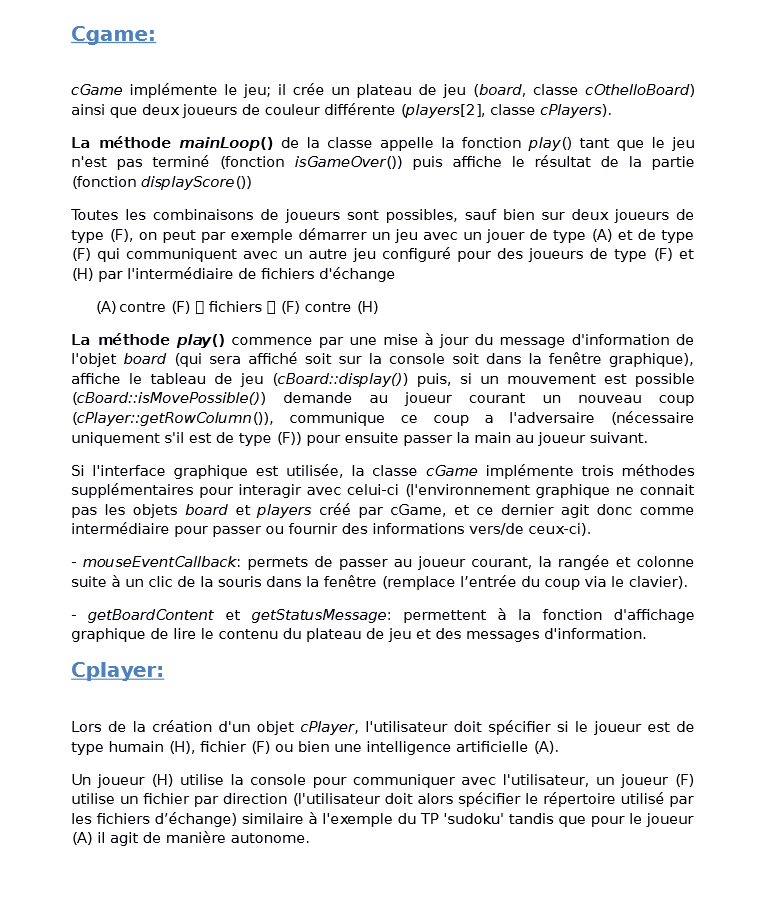 Cgame:
cGame implémente le jeu; il crée un plateau de jeu (board, classe cOthelloBoard)
ainsi que deux joueurs de couleur différente (players[2], classe cPlayers).
La méthode mainLoop() de la classe appelle la fonction play() tant que le jeu
n'est pas terminé (fonction isGameOver()) puis affiche le résultat de la partie
(fonction displayScore())
Toutes les combinaisons de joueurs sont possibles, sauf bien sur deux joueurs de
type (F), on peut par exemple démarrer un jeu avec un jouer de type (A) et de type
(F) qui communiquent avec un autre jeu configuré pour des joueurs de type (F) et
(H) par l'intermédiaire de fichiers d'échange
(A) contre (F) ▯ fichiers ▯ (F) contre (H)
La méthode play() commence par une mise à jour du message d'information de
l'objet board (qui sera affiché soit sur la console soit dans la fenêtre graphique),
affiche le tableau de jeu (cBoard::display()) puis, si un mouvement est possible
(cBoard::isMovePossible()) demande au joueur courant un nouveau coup
(cPlayer::getRowColumn()), communique ce coup a l'adversaire (nécessaire
uniquement s'il est de type (F)) pour ensuite passer la main au joueur suivant.
Si l'interface graphique est utilisée, la classe cGame implémente trois méthodes
supplémentaires pour interagir avec celui-ci (l'environnement graphique ne connait
pas les objets board et players créé par cGame, et ce dernier agit donc comme
intermédiaire pour passer ou fournir des informations vers/de ceux-ci).
- mouseEventCallback: permets de passer au joueur courant, la rangée et colonne
suite à un clic de la souris dans la fenêtre (remplace l’entrée du coup via le clavier).
- getBoardContent et getStatusMessage: permettent à la fonction d'affichage
graphique de lire le contenu du plateau de jeu et des messages d'information.
Cplayer:
Lors de la création d'un objet cPlayer, l'utilisateur doit spécifier si le joueur est de
type humain (H), fichier (F) ou bien une intelligence artificielle (A).
Un joueur (H) utilise la console pour communiquer avec l'utilisateur, un joueur (F)
utilise un fichier par direction (l'utilisateur doit alors spécifier le répertoire utilisé par
les fichiers d’échange) similaire à l'exemple du TP 'sudoku' tandis que pour le joueur
(A) il agit de manière autonome.